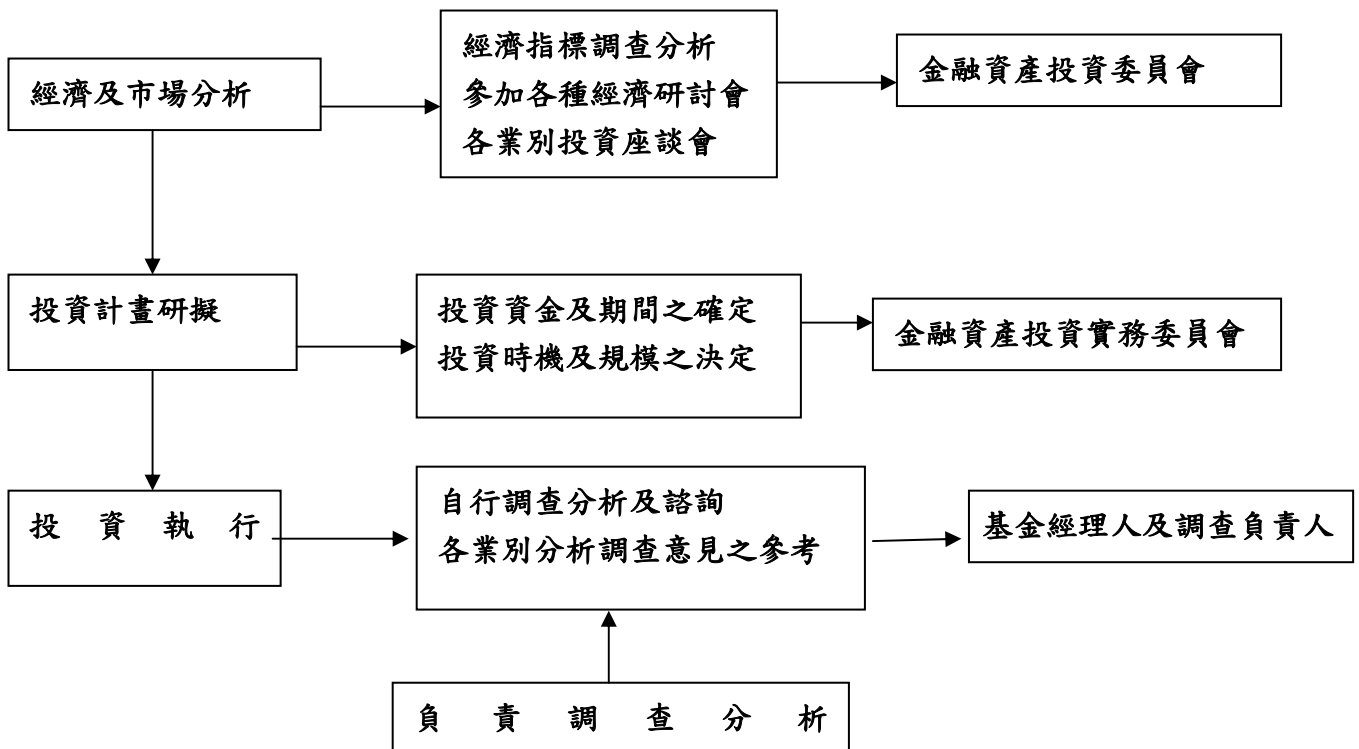 經濟及市場分析
經濟指標調查分析
參加各種經濟研討會
各業別投資座談會
金融資產投資委員會
投資計畫研擬
投資資金及期間之確定
投資時機及規模之決定
金融資產投資實務委員會
投資執行
自行調查分析及諮詢
各業別分析調查意見之參考
基金經理人及調查負責人
負責調查分析